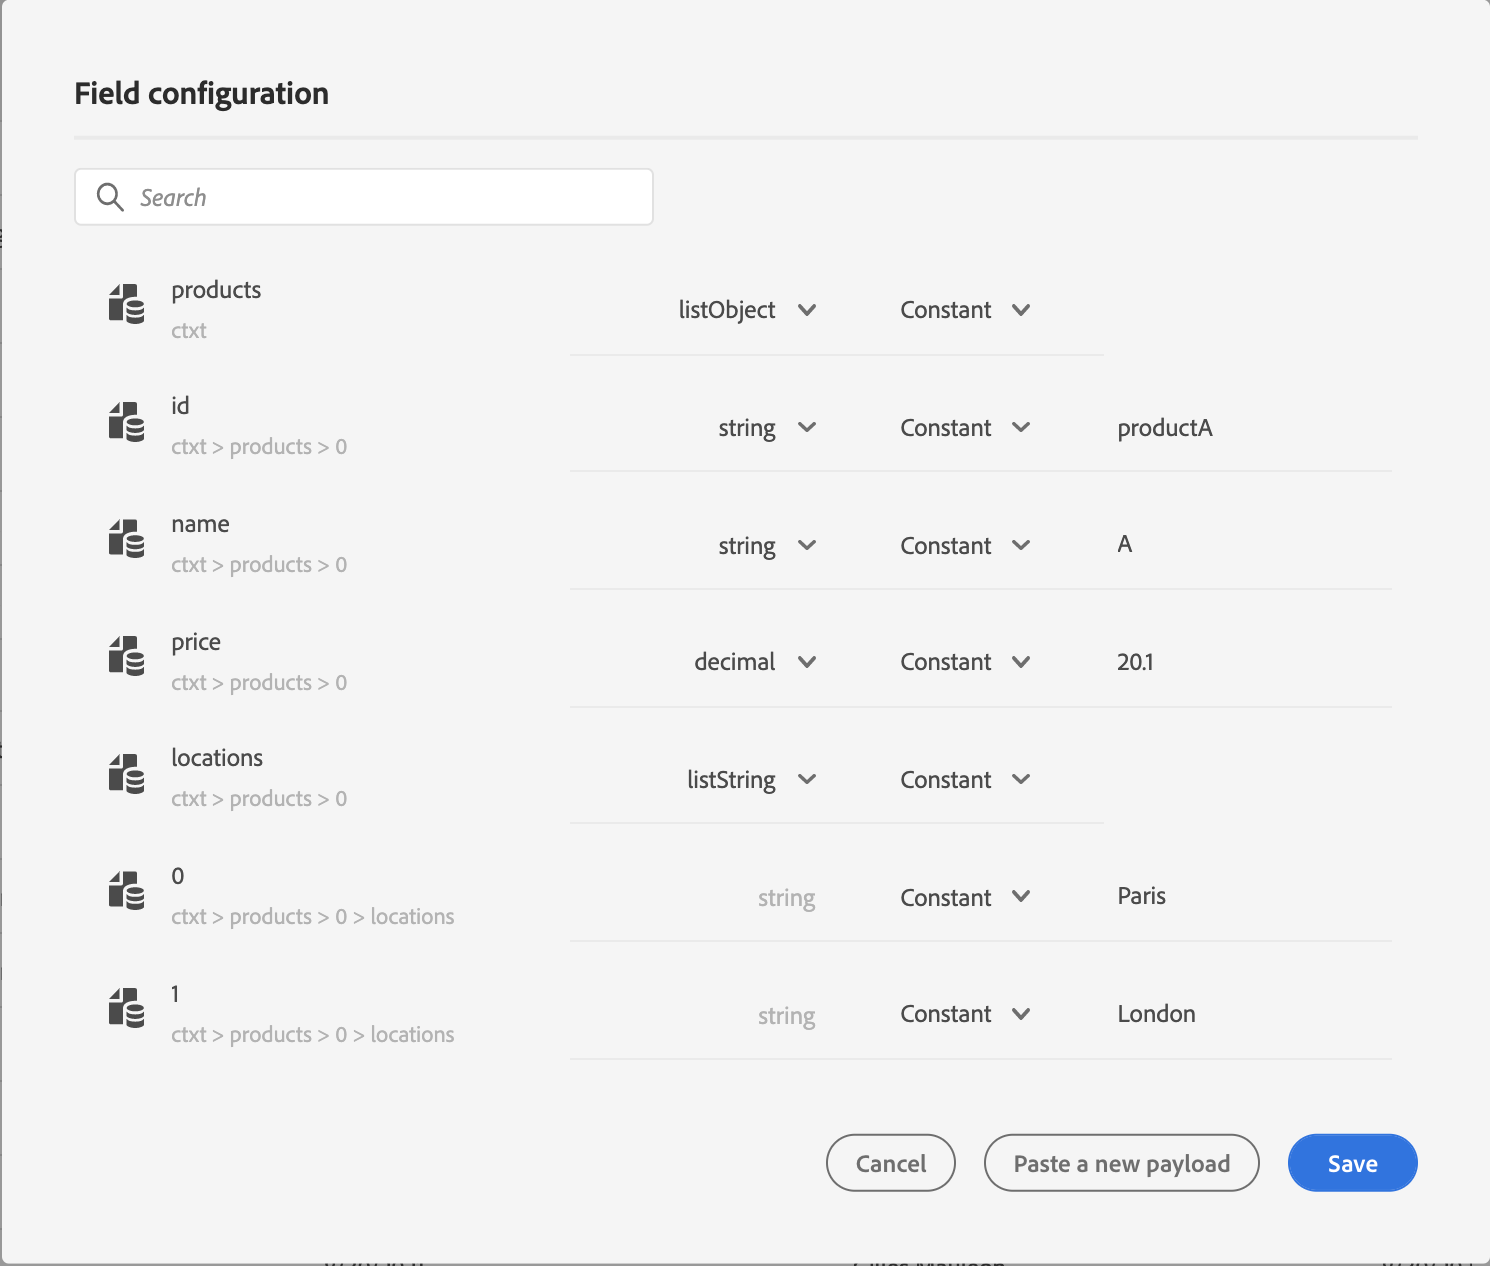 Field configuration
Search
products
ctxt
listObject
Constant
id
ctxt > products > 0
string
Constant
productA
name
ctxt > products > 0
string
Constant
A
price
ctxt > products > 0
decimal
Constant
20.1
locations
ctxt > products > 0
listString
Constant
0
ctxt > products > 0 > locations
string
Constant
Paris
1
ctxt > products > 0 > locations
string
Constant
London
Cancel
Paste a new payload
Save